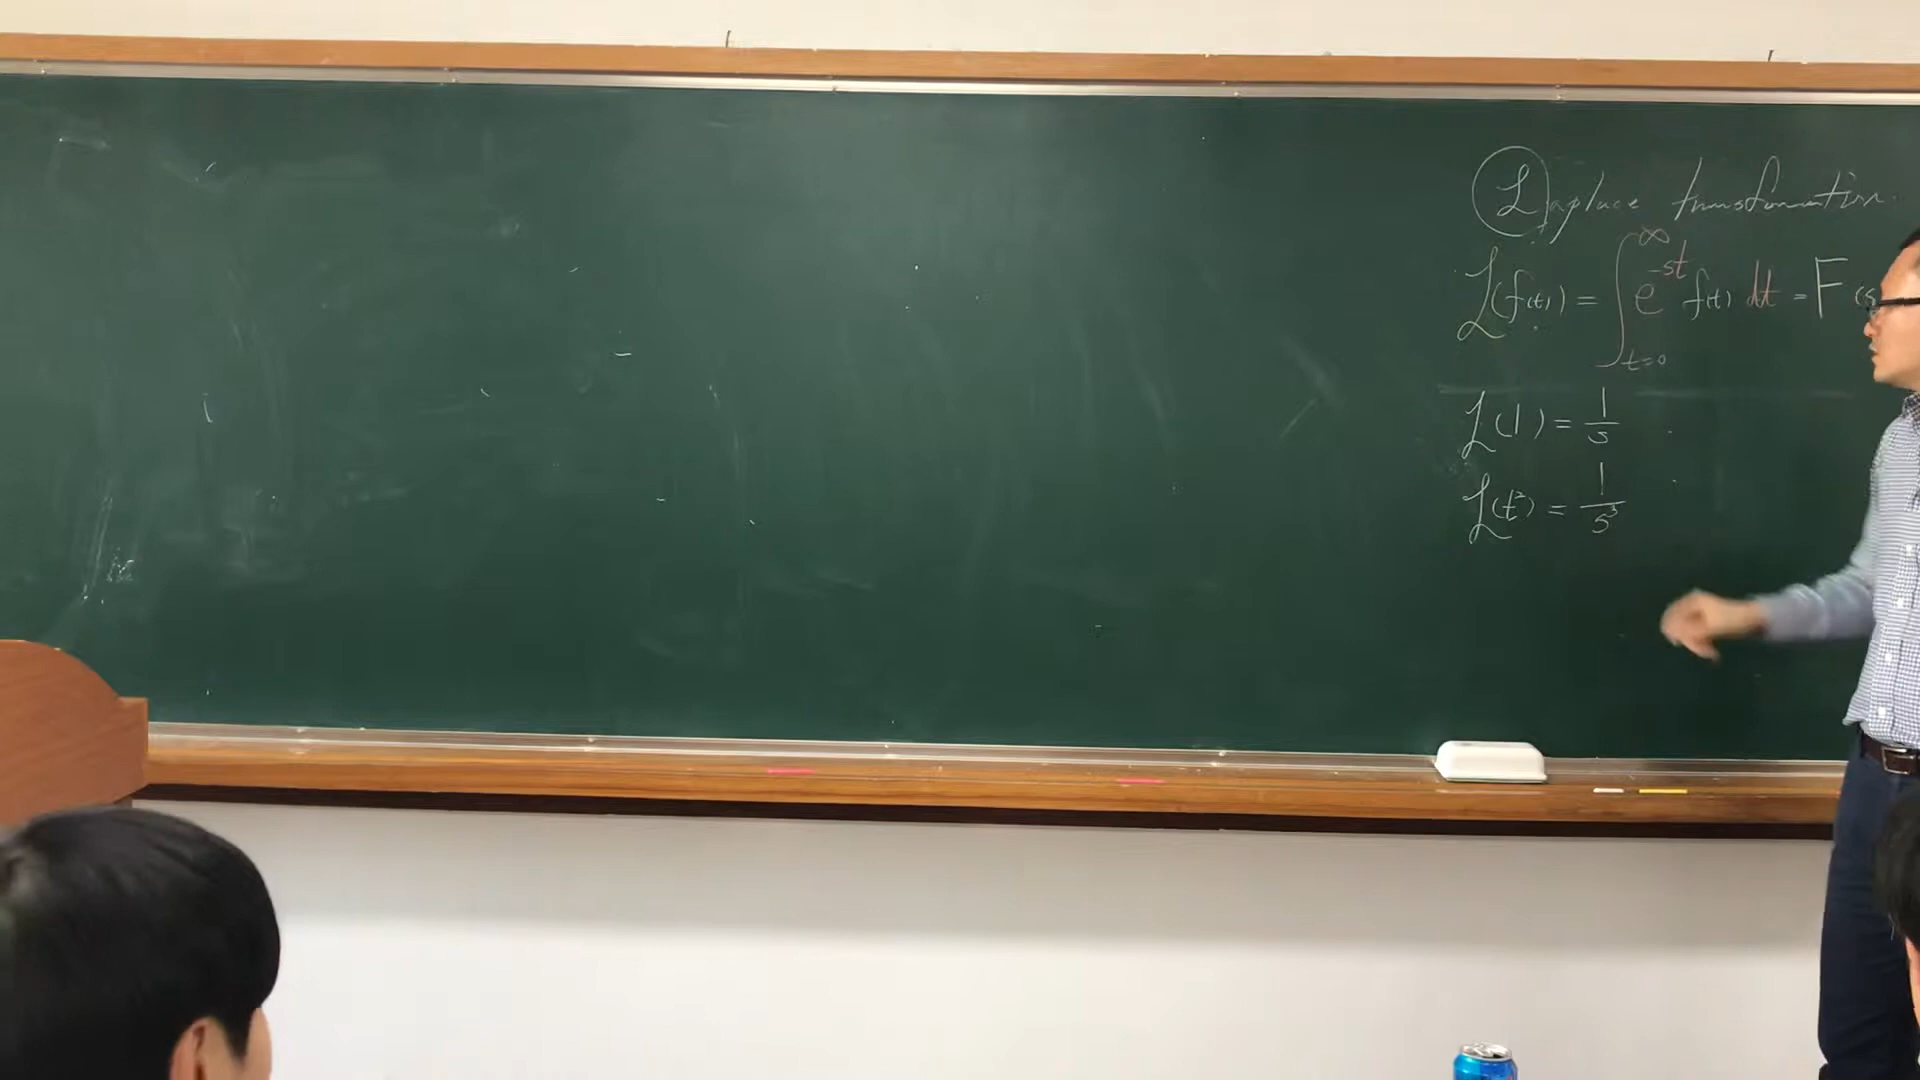 Laplace transformation.
ℒ(f(t)) = ∫_{t=0}^{∞} e^{-st} f(t) dt = F(s
ℒ(1) = 1/s
ℒ(t²) = 1/s³